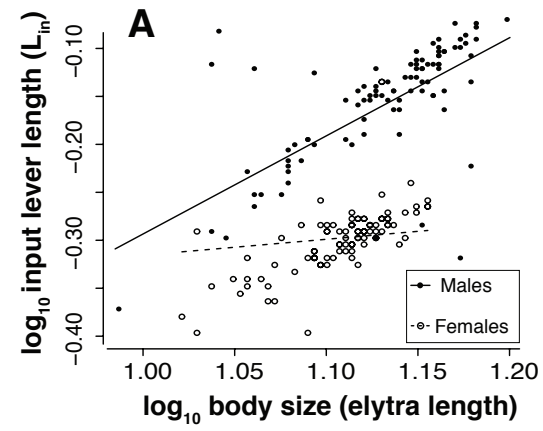 A
log10 input lever length (Lin)
-0.10
-0.20
-0.30
-0.40
1.00 1.05 1.10 1.15 1.20
log10 body size (elytra length)
Males
Females